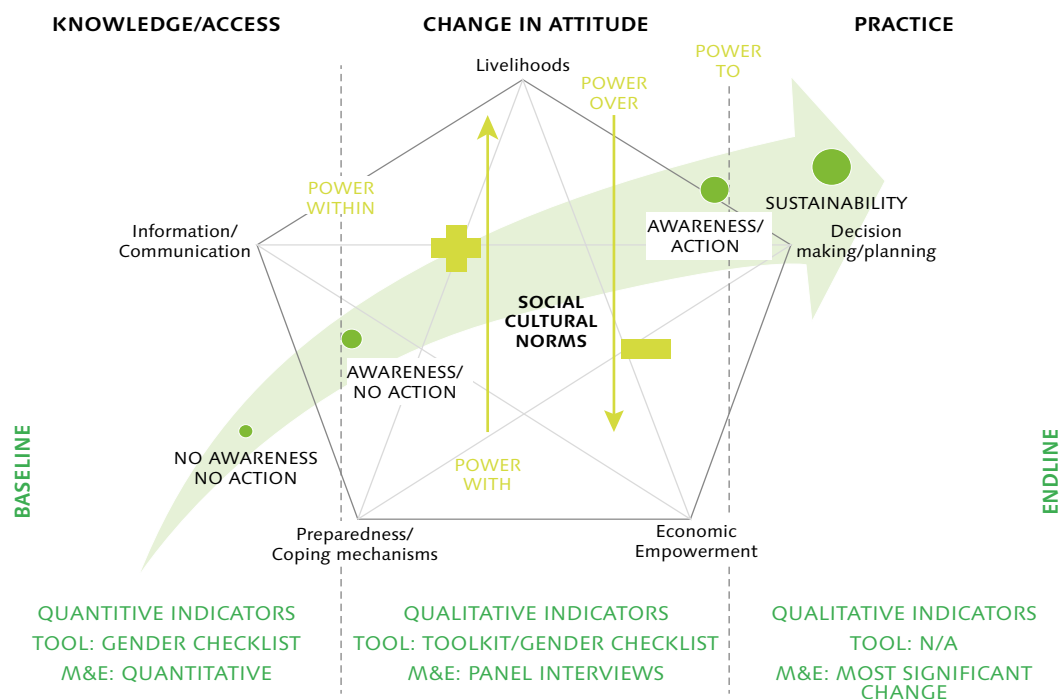 KNOWLEDGE/ACCESS
CHANGE IN ATTITUDE
PRACTICE
Livelihoods
POWER
OVER
POWER
TO
POWER
WITHIN
Information/
Communication
AWARENESS/
ACTION
SUSTAINABILITY
Decision
making/planning
SOCIAL
CULTURAL
NORMS
AWARENESS/
NO ACTION
NO AWARENESS
NO ACTION
POWER
WITH
BASELINE
ENDLINE
Preparedness/
Coping mechanisms
Economic
Empowerment
QUANTITIVE INDICATORS
TOOL: GENDER CHECKLIST
M&E: QUANTITATIVE
QUALITATIVE INDICATORS
TOOL: TOOLKIT/GENDER CHECKLIST
M&E: PANEL INTERVIEWS
QUALITATIVE INDICATORS
TOOL: N/A
M&E: MOST SIGNIFICANT
CHANGE